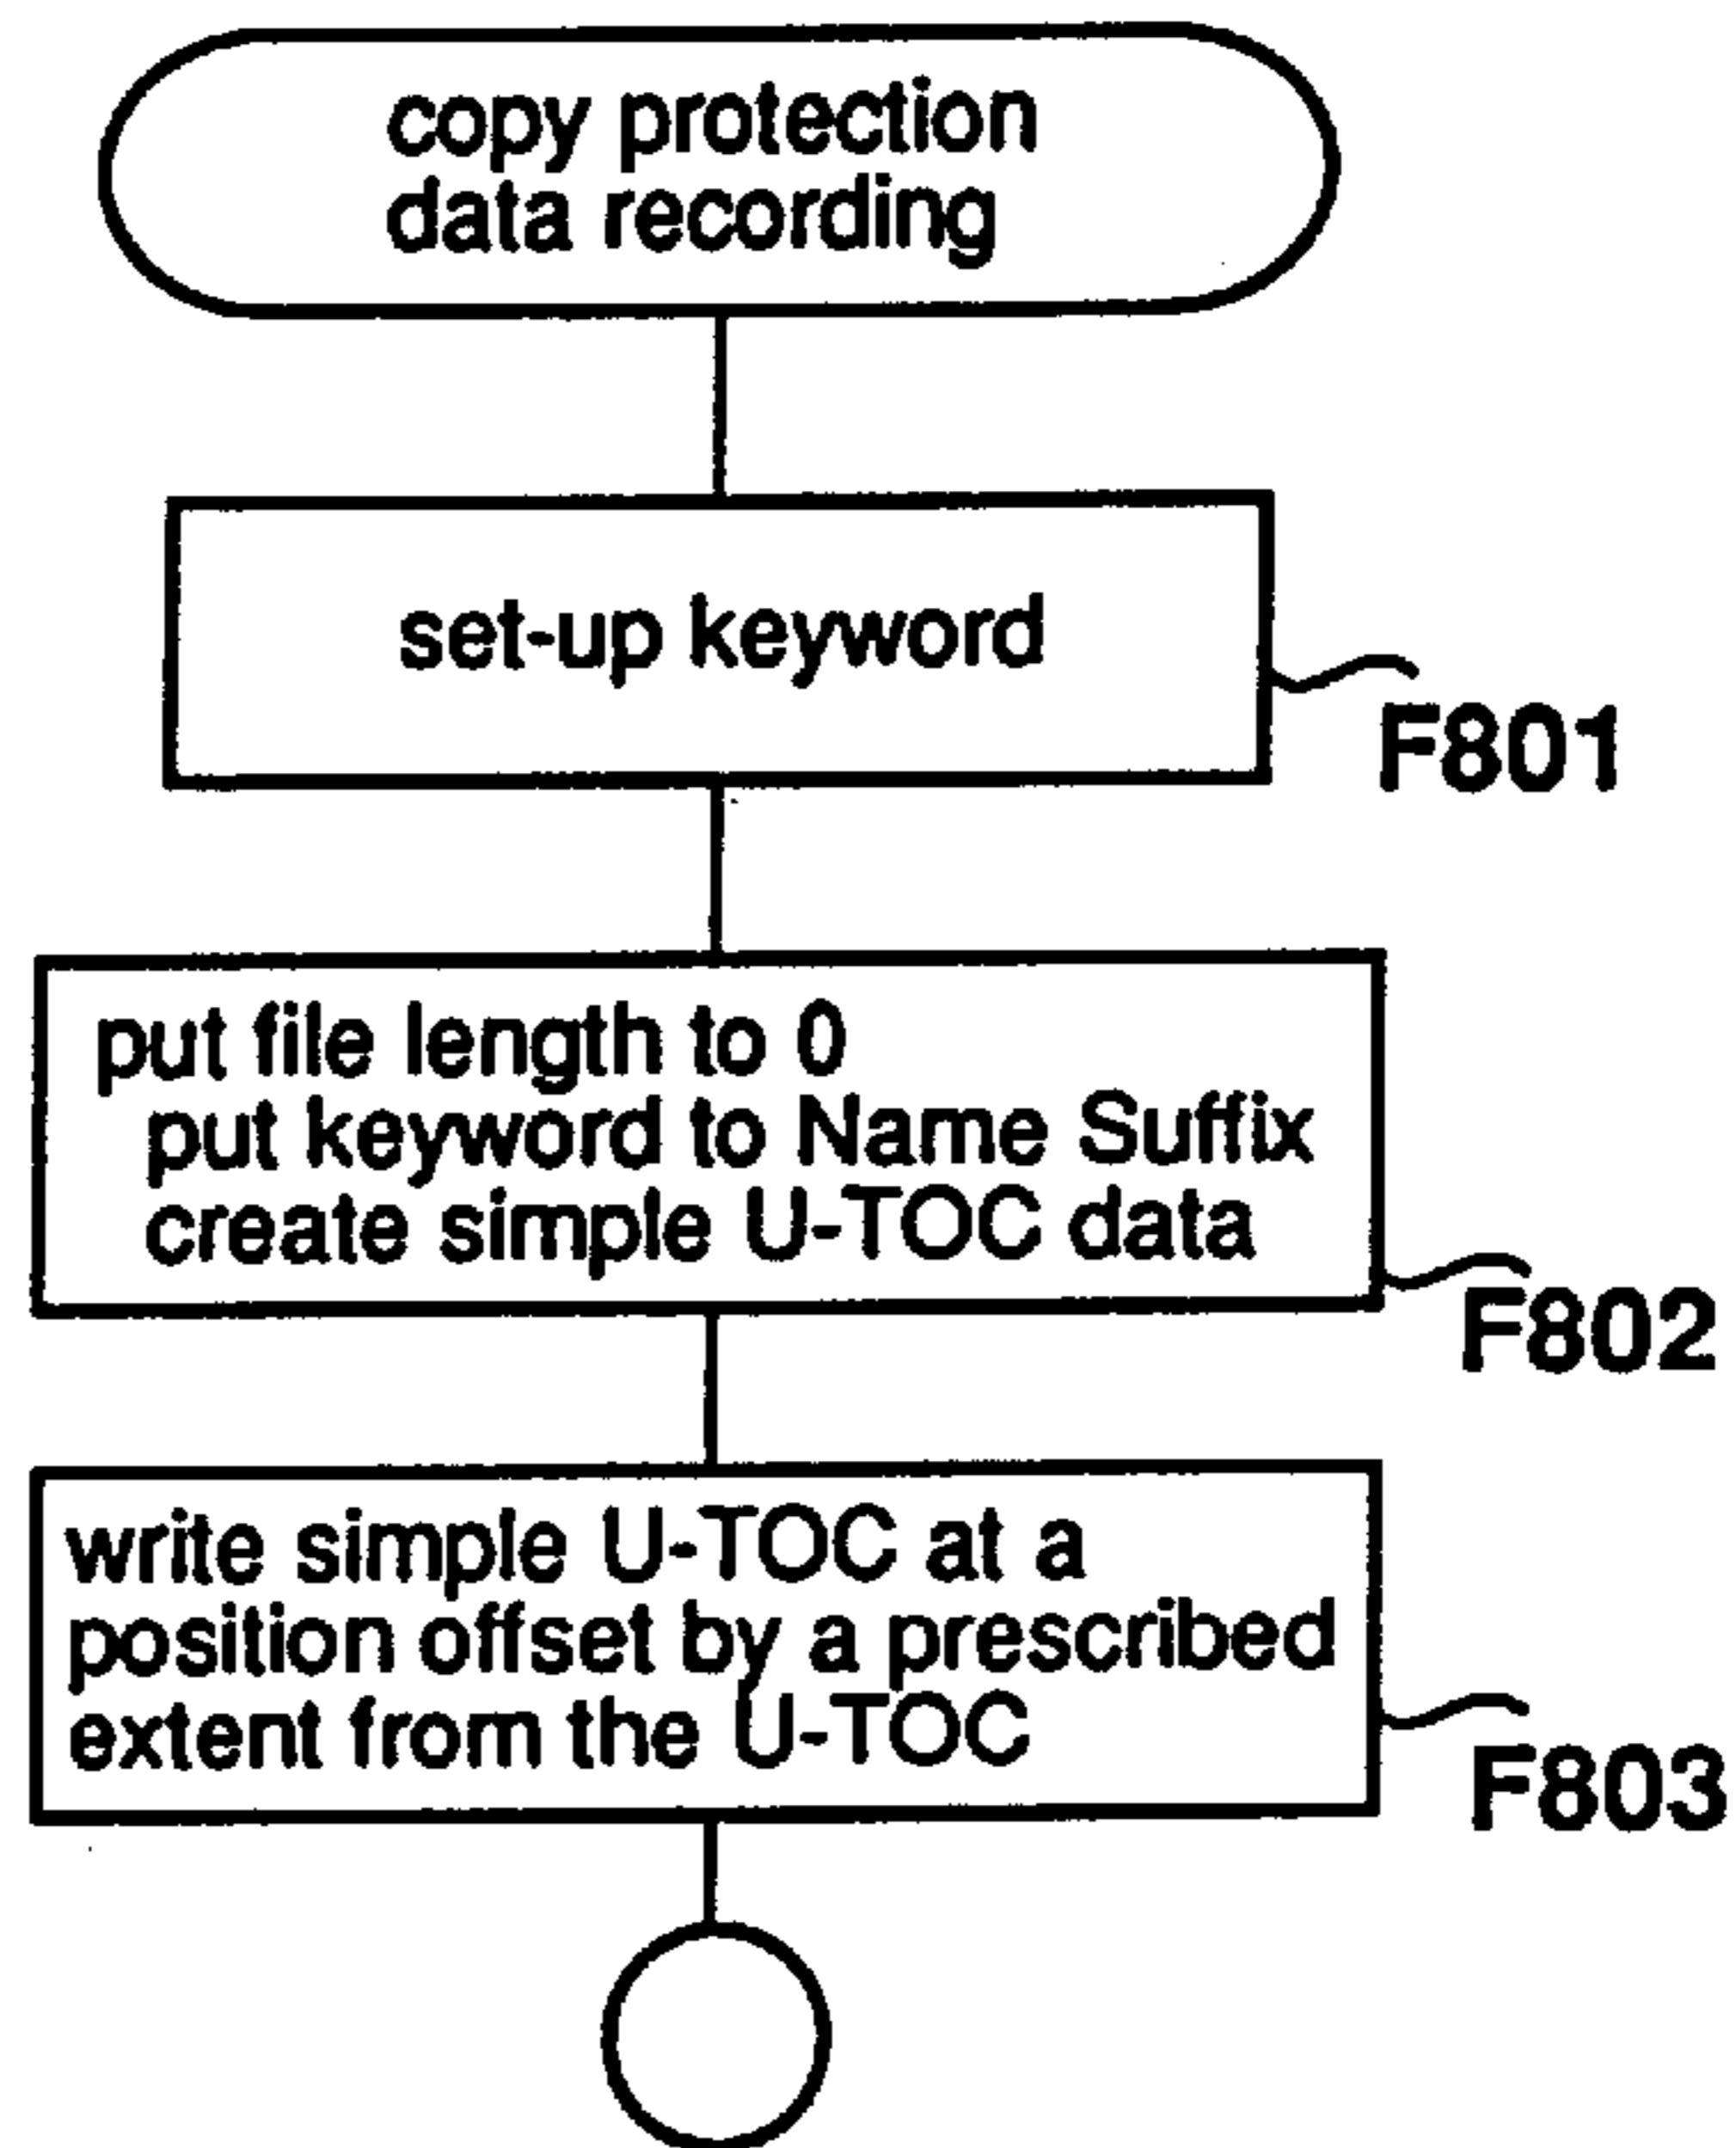 copy protection
data recording
set-up keyword
F801
put file length to 0
put keyword to Name Suffix
create simple U-TOC data
F802
write simple U-TOC at a
position offset by a prescribed
extent from the U-TOC
F803